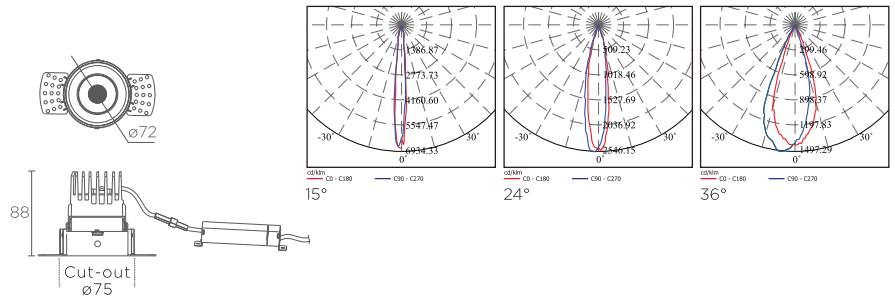 ø72
88
Cut-out
ø75
1386.87
2773.73
4160.60
5547.47
6934.33
-30°
30°
0°
cd/klm
C0 - C180
C90 - C270
15°
509.23
1018.46
1527.69
2036.92
2546.15
-30°
30°
0°
cd/klm
C0 - C180
C90 - C270
24°
299.46
598.92
898.37
1197.83
1497.29
-30°
30°
0°
cd/klm
C0 - C180
C90 - C270
36°